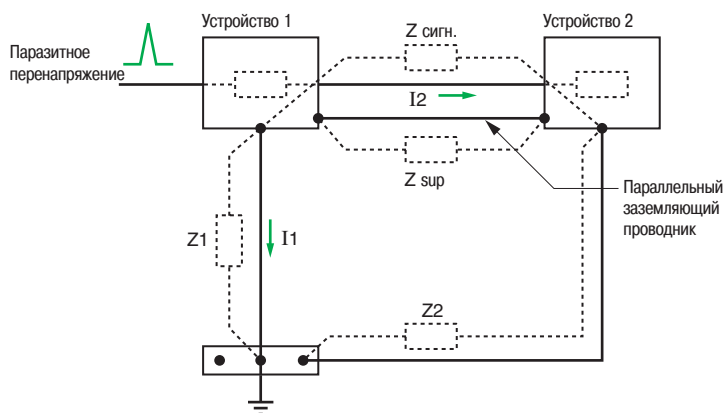 Устройство 1
Устройство 2
Z сигн.
Паразитное
перенапряжение
I2
Z sup
Параллельный
заземляющий
проводник
Z1
I1
Z2